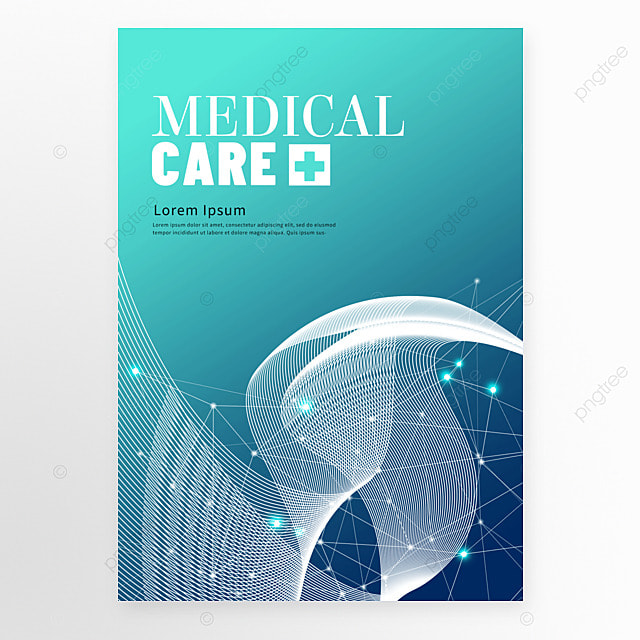 MEDICAL
CARE
Lorem Ipsum
Lorem ipsum dolor sit amet, consectetur adipiscing elit, sed do eiusmod
tempor incididunt ut labore et dolore magna aliqua. Quis ipsum sus
pngtree